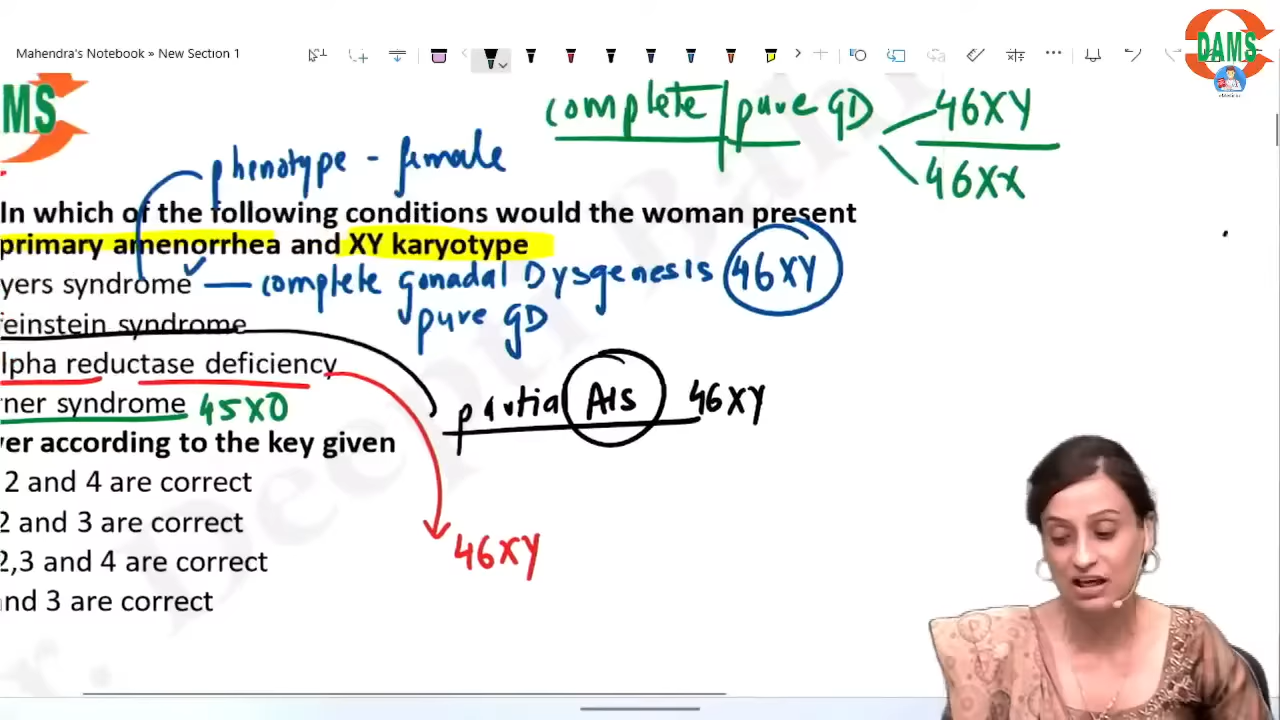 Mahendra's Notebook » New Section 1
DAMS
MS
complete | pure GD 46XY
46XX
phenotype - female
In which of the following conditions would the woman present
primary amenorrhea and XY karyotype
yers syndrome — complete gonadal Dysgenesis 46XY
pure GD
feinstein syndrome
lpha reductase deficiency
partial AIS 46XY
ner syndrome 45XO
ver according to the key given
2 and 4 are correct
2 and 3 are correct
46XY
2,3 and 4 are correct
nd 3 are correct